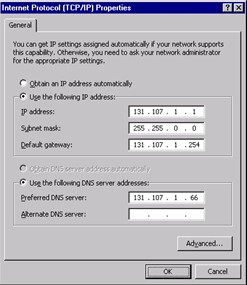 Internet Protocol (TCP/IP) Properties
General
You can get IP settings assigned automatically if your network supports
this capability. Otherwise, you need to ask your network administrator
for the appropriate IP settings.
Obtain an IP address automatically
Use the following IP address:
IP address: 131 . 107 . 1 . 1
Subnet mask: 255 . 255 . 0 . 0
Default gateway: 131 . 107 . 1 . 254
Obtain DNS server address automatically
Use the following DNS server addresses:
Preferred DNS server: 131 . 107 . 1 . 66
Alternate DNS server: . . .
Advanced...
OK Cancel